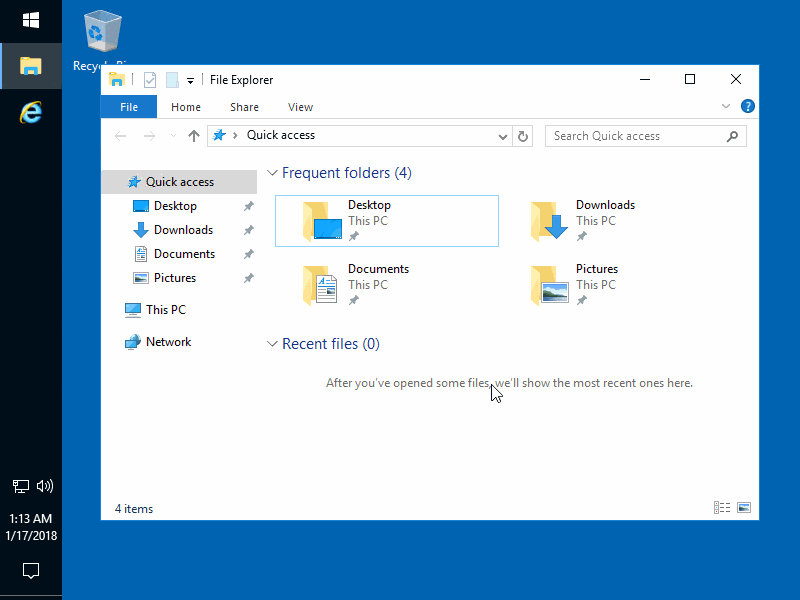 Recy
File Explorer
File
Home
Share
View
Quick access
Search Quick access
Quick access
Desktop
Downloads
Documents
Pictures
This PC
Network
Frequent folders (4)
Desktop
This PC
Downloads
This PC
Documents
This PC
Pictures
This PC
Recent files (0)
After you've opened some files, we'll show the most recent ones here.
4 items
1:13 AM
1/17/2018